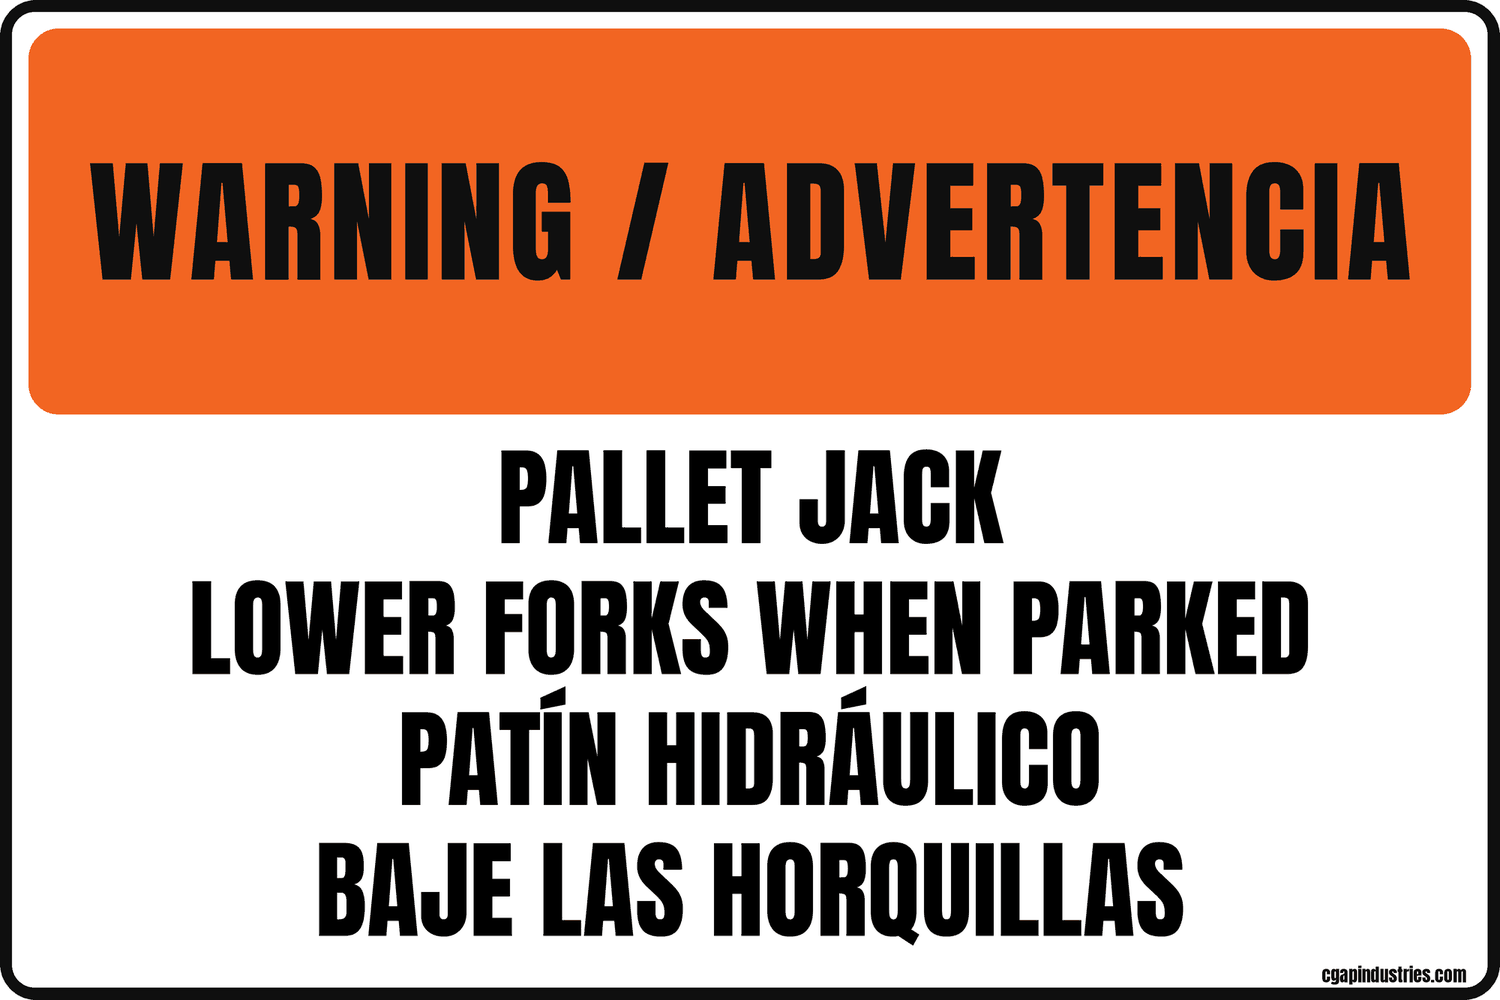 WARNING / ADVERTENCIA
PALLET JACK
LOWER FORKS WHEN PARKED
PATÍN HIDRÁULICO
BAJE LAS HORQUILLAS
cgapindustries.com